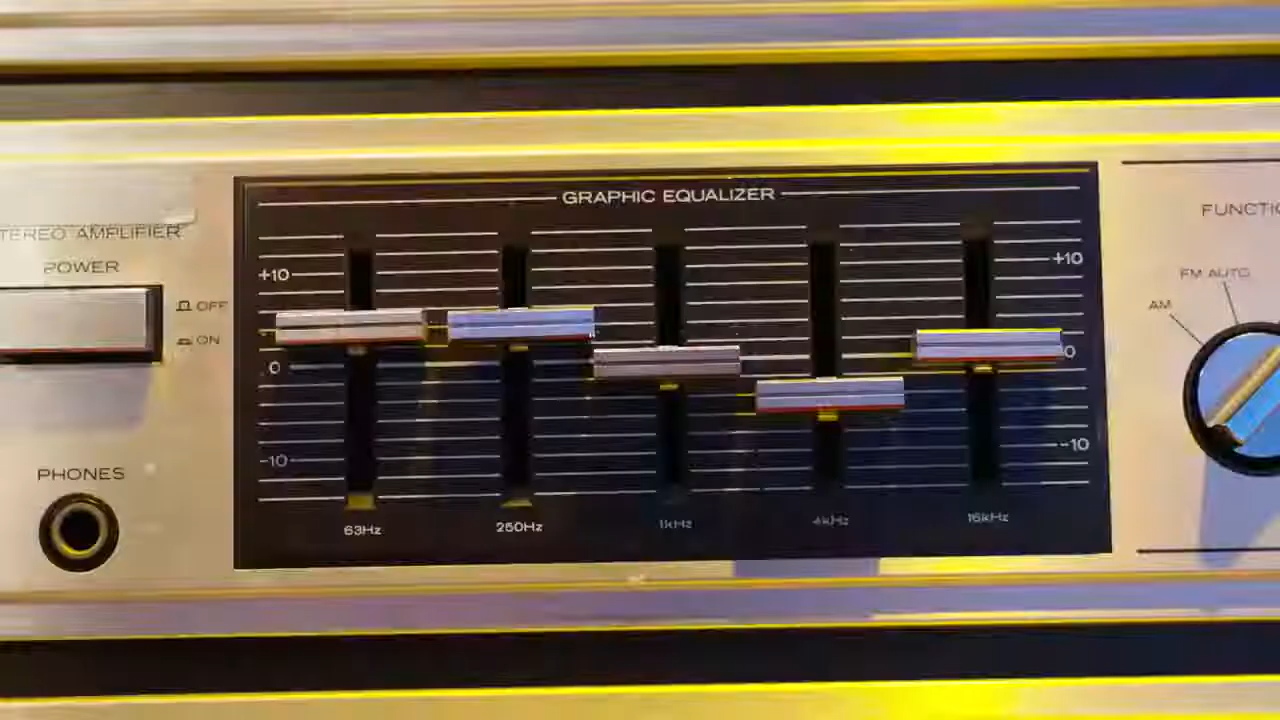 GRAPHIC EQUALIZER
TEREO AMPLIFIER
FUNCTIO
POWER
+10
+10
FM AUTO
OFF
AM
ON
0
0
-10
-10
PHONES
63Hz
250Hz
1kHz
4kHz
16kHz